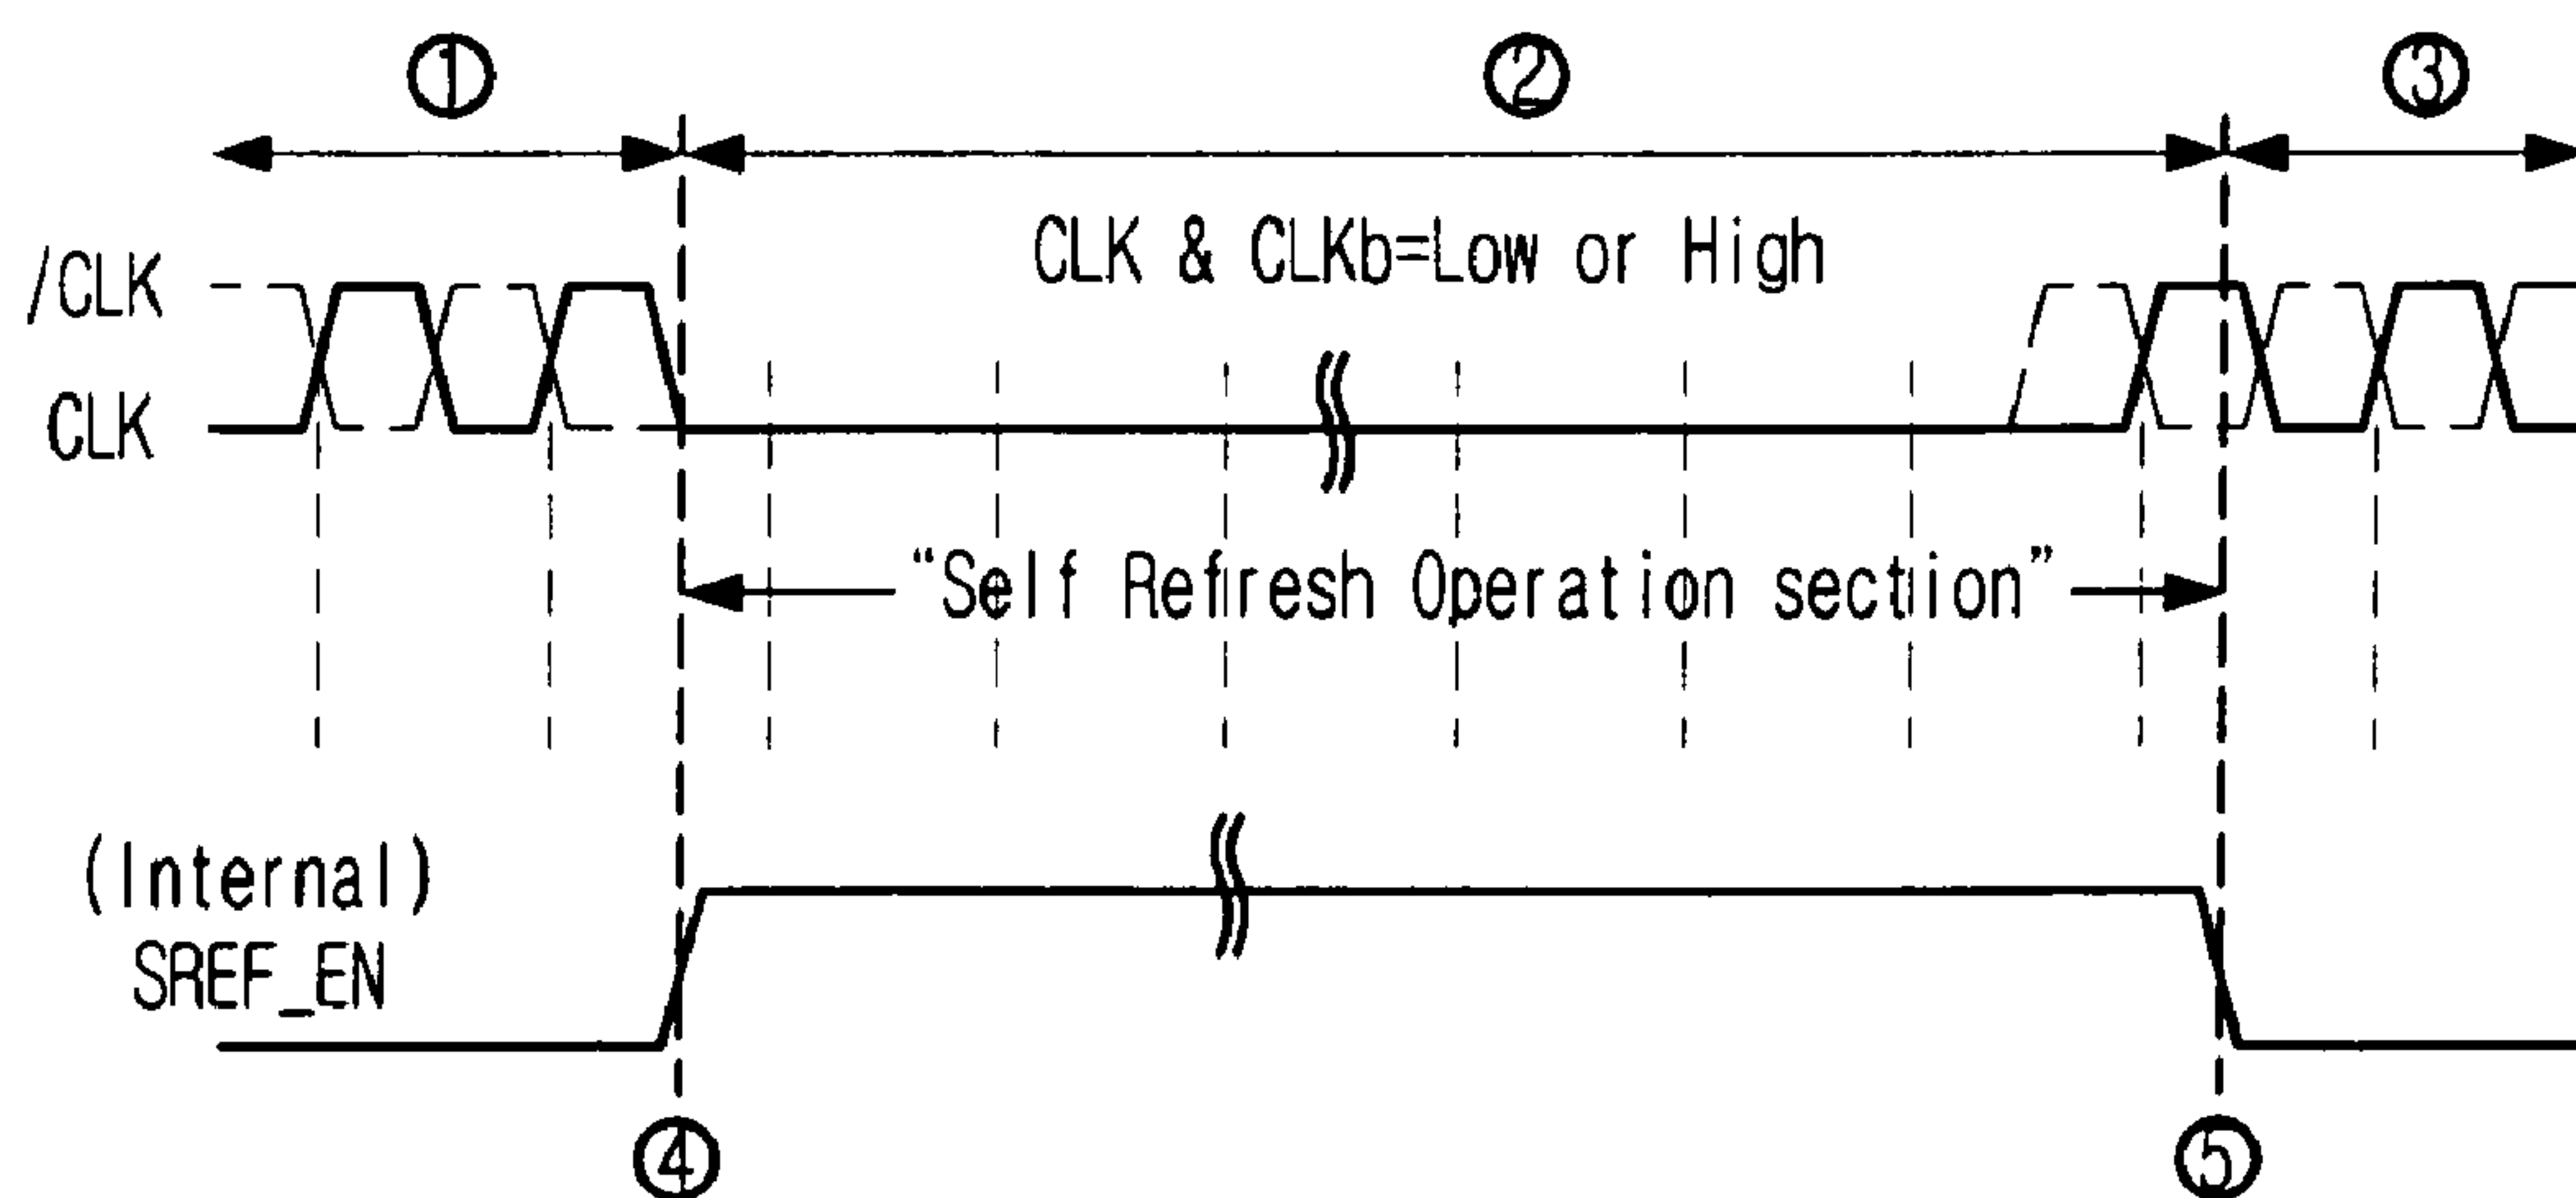 ① ② ③
CLK & CLKb=Low or High
/CLK
CLK
“Self Refresh Operation section”
(Internal)
SREF_EN
④ ⑤